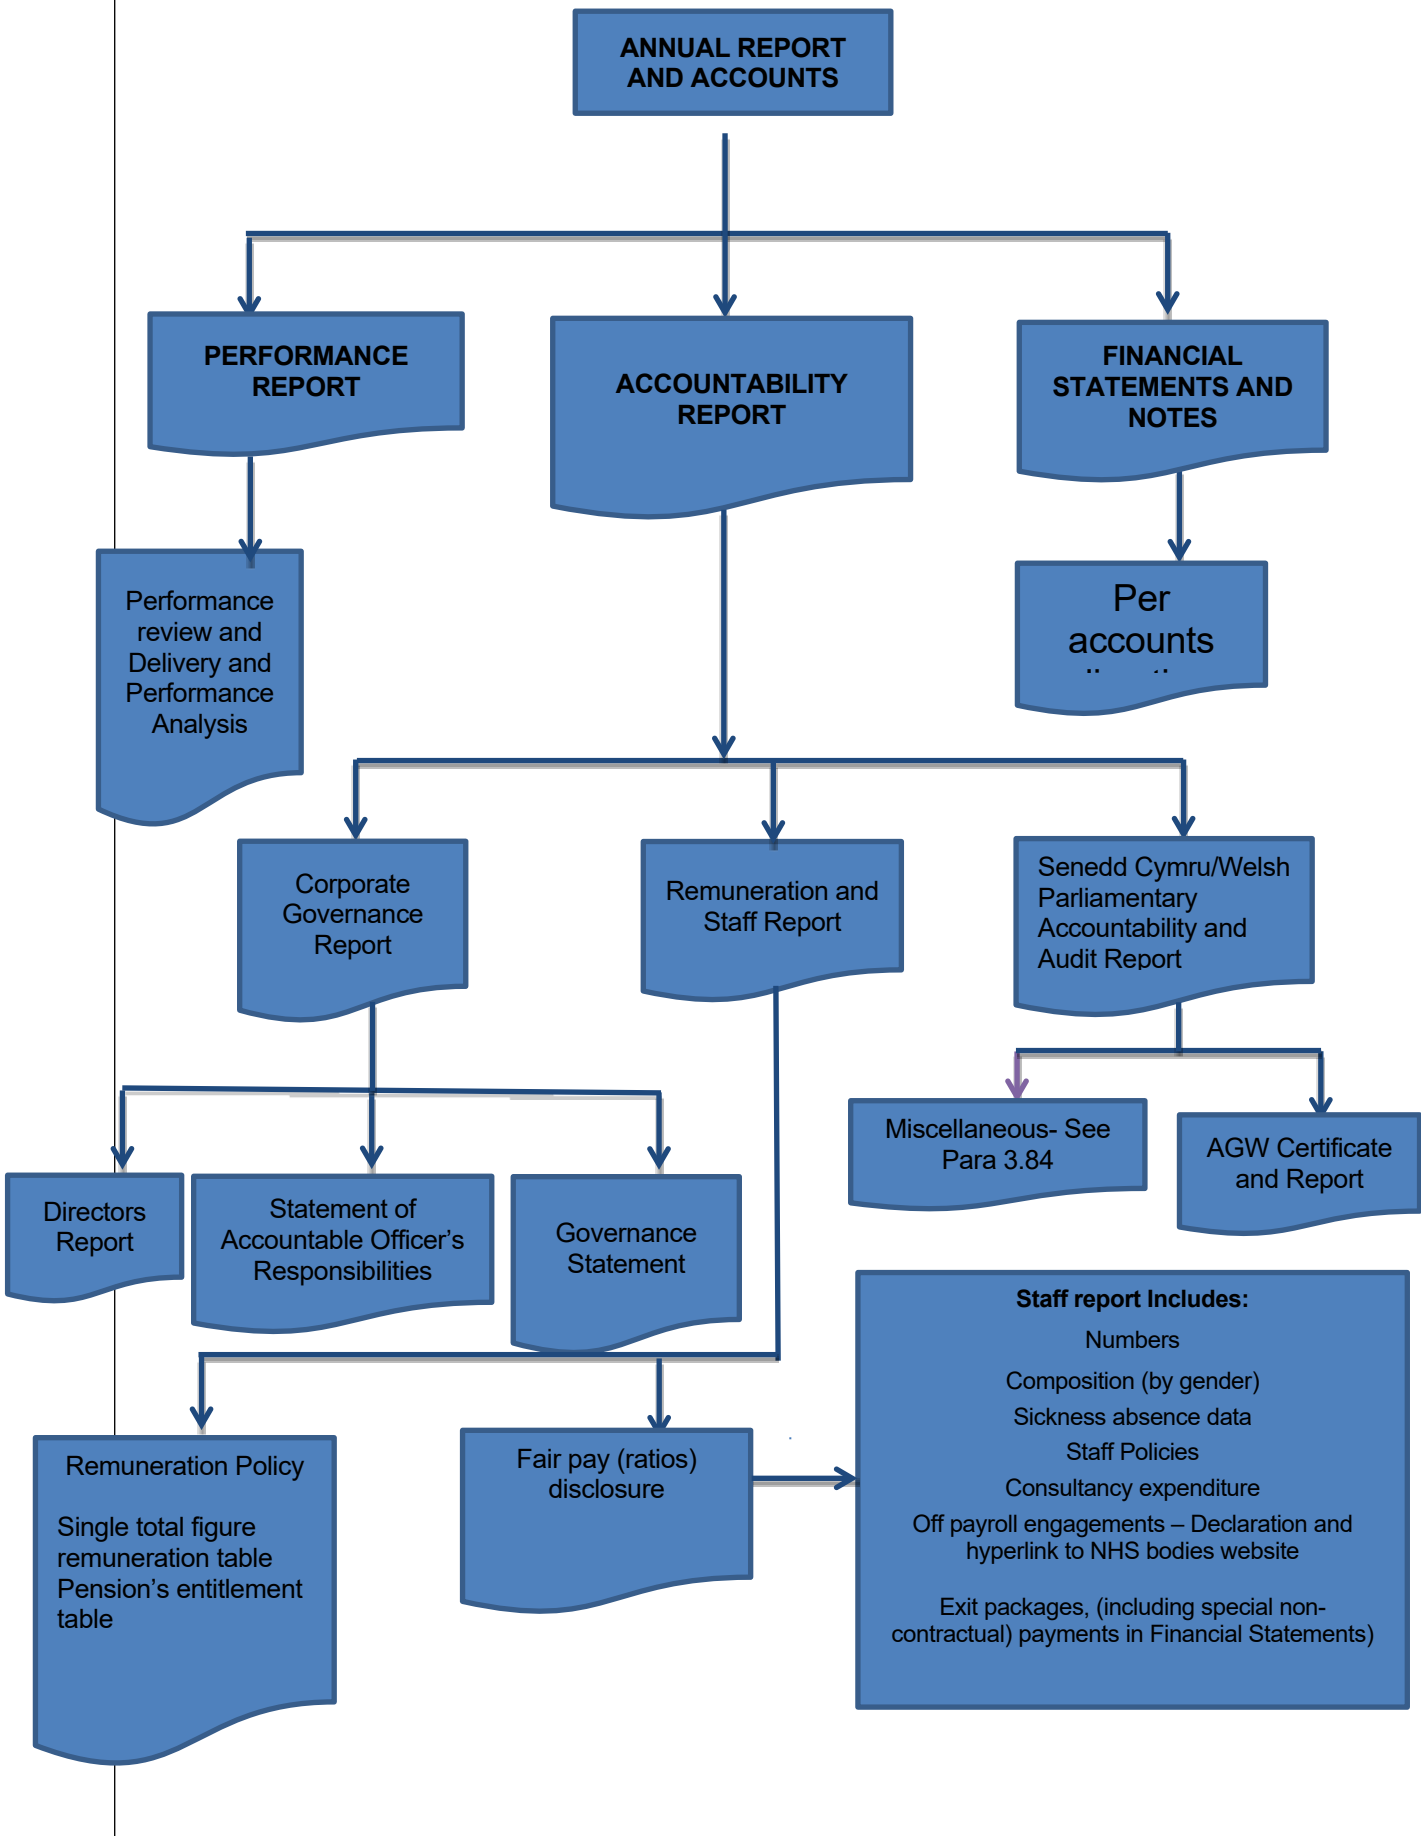 ANNUAL REPORT
AND ACCOUNTS
PERFORMANCE
REPORT
ACCOUNTABILITY
REPORT
FINANCIAL
STATEMENTS AND
NOTES
Performance
review and
Delivery and
Performance
Analysis
Per
accounts
Corporate
Governance
Report
Remuneration and
Staff Report
Senedd Cymru/Welsh
Parliamentary
Accountability and
Audit Report
Miscellaneous- See
Para 3.84
AGW Certificate
and Report
Directors
Report
Statement of
Accountable Officer’s
Responsibilities
Governance
Statement
Staff report Includes:
Numbers
Composition (by gender)
Sickness absence data
Staff Policies
Consultancy expenditure
Off payroll engagements – Declaration and
hyperlink to NHS bodies website
Exit packages, (including special non-
contractual) payments in Financial Statements)
Remuneration Policy
Single total figure
remuneration table
Pension’s entitlement
table
Fair pay (ratios)
disclosure